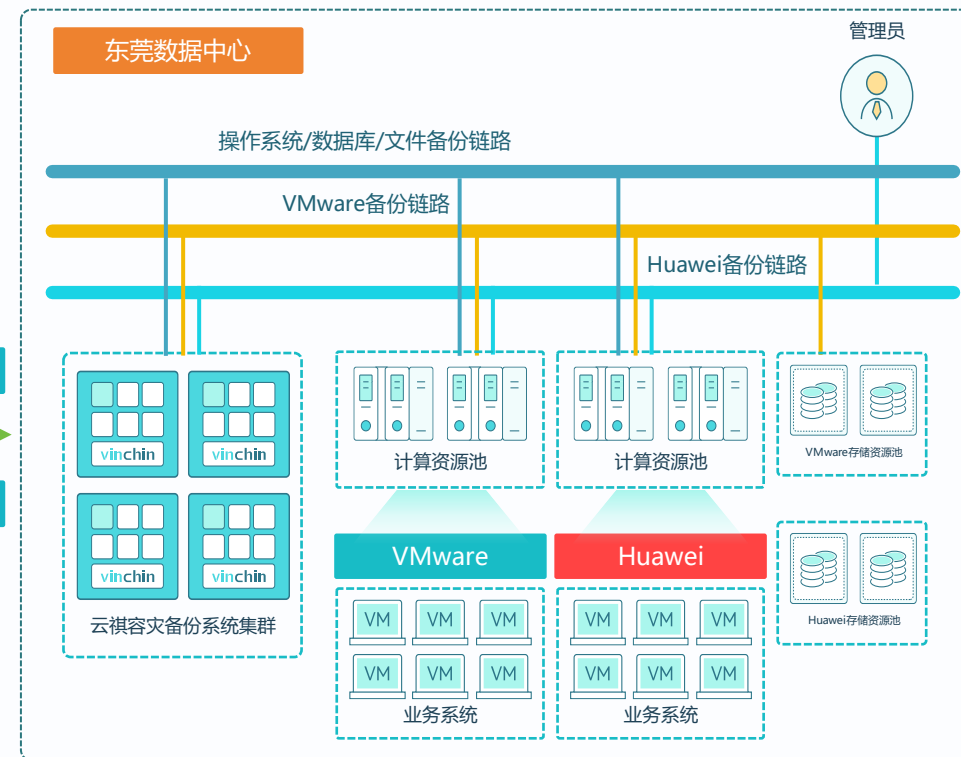 东莞数据中心
管理员
操作系统/数据库/文件备份链路
VMware备份链路
Huawei备份链路
vinchin
vinchin
vinchin
vinchin
云祺容灾备份系统集群
计算资源池
计算资源池
VMware存储资源池
VMware
Huawei
Huawei存储资源池
VM
VM
VM
VM
VM
VM
业务系统
VM
VM
VM
VM
VM
VM
业务系统